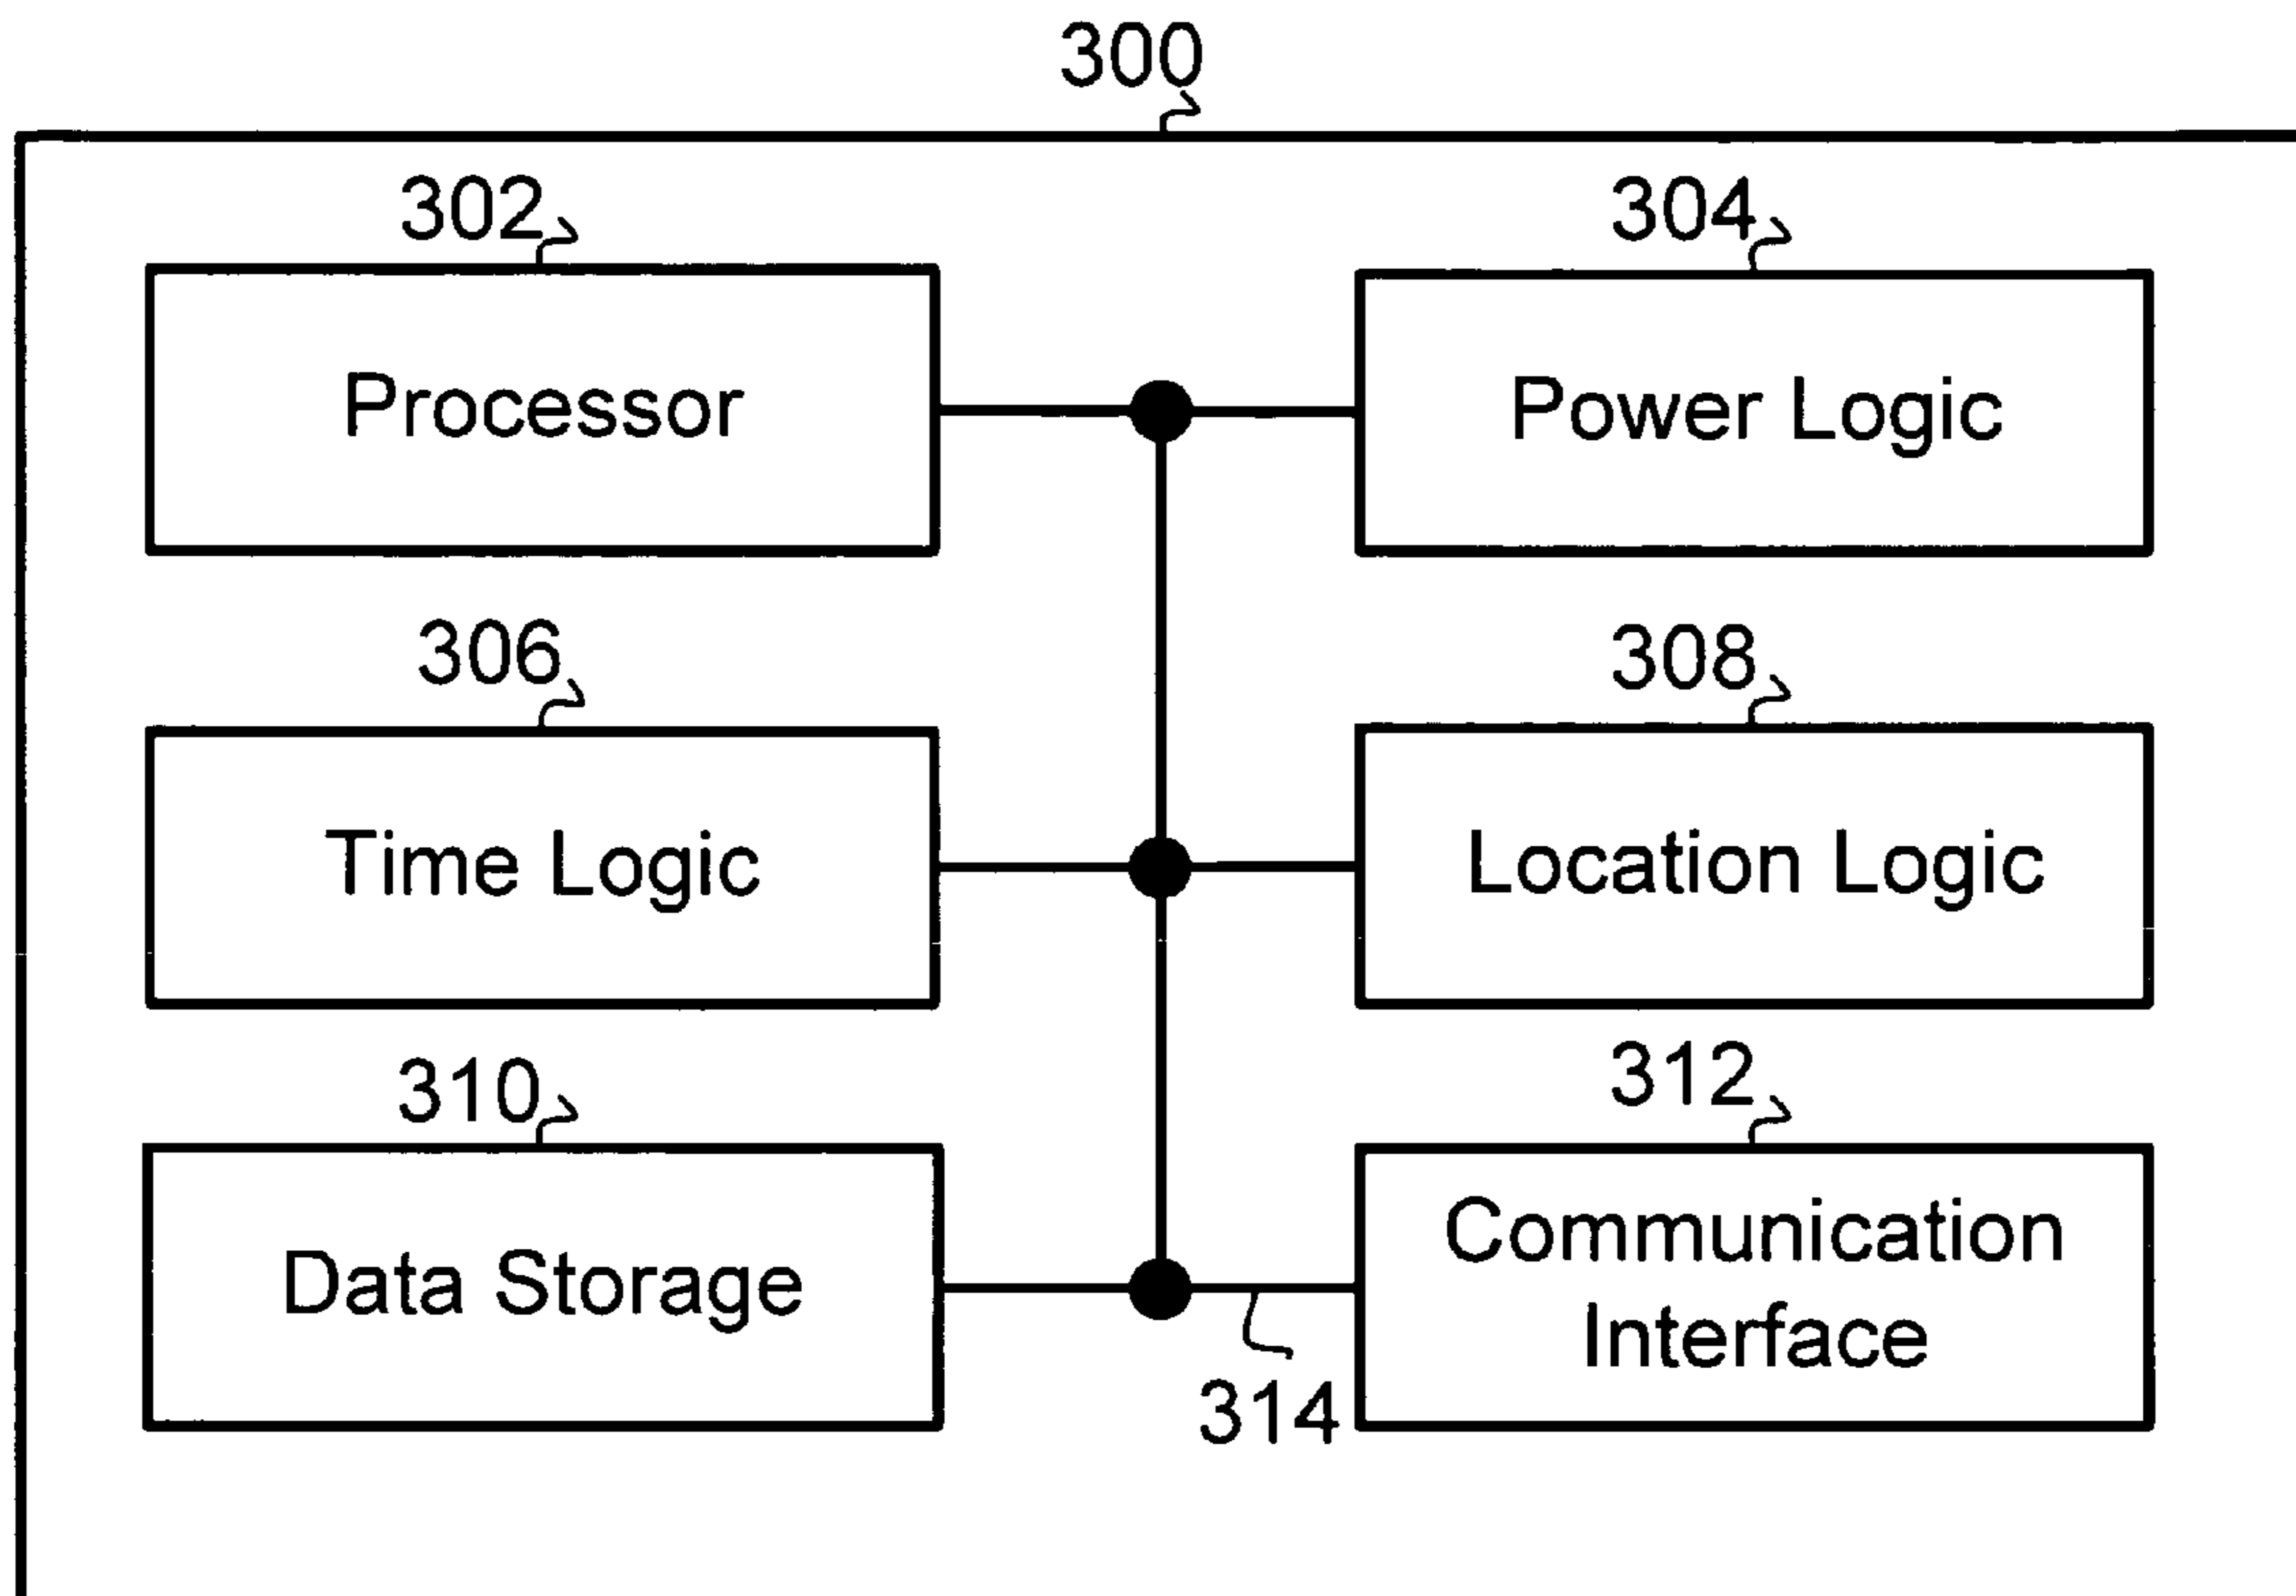 300
302
304
Processor
Power Logic
306
308
Time Logic
Location Logic
310
312
Data Storage
Communication
Interface
314